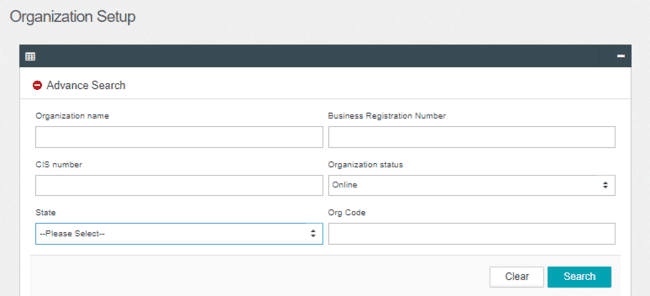 Organization Setup
Advance Search
Organization name Business Registration Number
CIS number Organization status
Online
State Org Code
--Please Select--
Clear Search